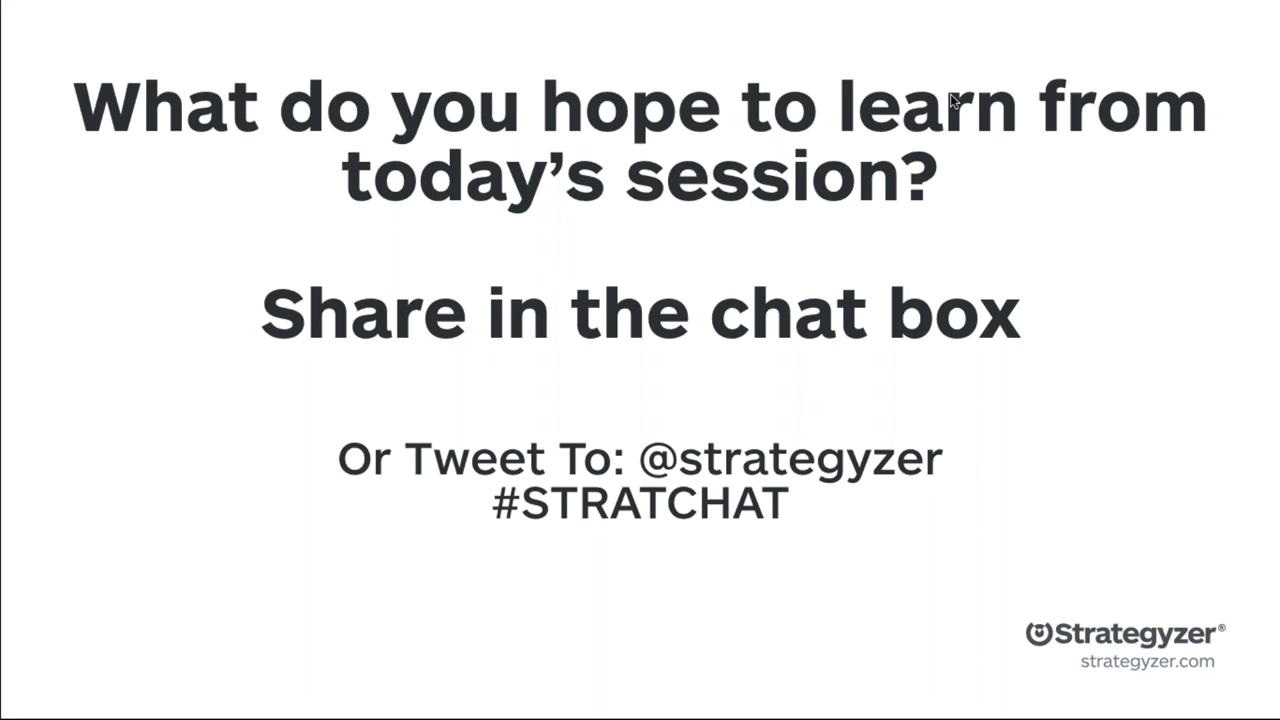 What do you hope to learn from
today’s session?
Share in the chat box
Or Tweet To: @strategyzer
#STRATCHAT
Strategyzer®
strategyzer.com